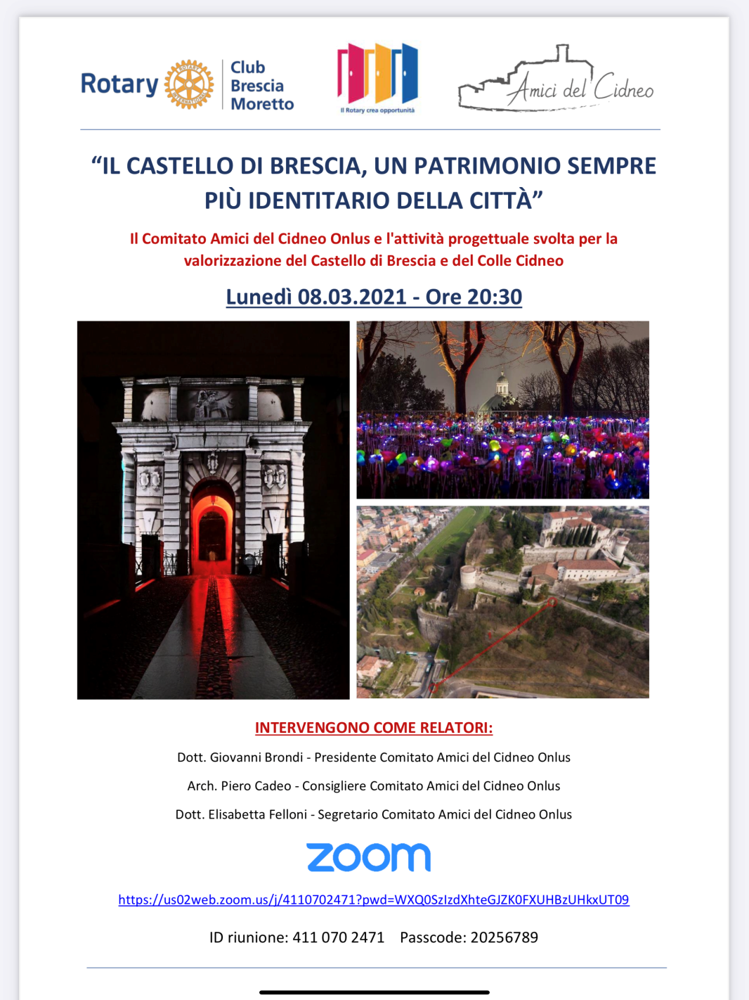 Rotary
ROTARY
INTERNATIONAL
Club
Brescia
Moretto
Il Rotary crea opportunità
Amici del Cidneo
“IL CASTELLO DI BRESCIA, UN PATRIMONIO SEMPRE
PIÙ IDENTITARIO DELLA CITTÀ”
Il Comitato Amici del Cidneo Onlus e l'attività progettuale svolta per la
valorizzazione del Castello di Brescia e del Colle Cidneo
Lunedì 08.03.2021 - Ore 20:30
INTERVENGONO COME RELATORI:
Dott. Giovanni Brondi - Presidente Comitato Amici del Cidneo Onlus
Arch. Piero Cadeo - Consigliere Comitato Amici del Cidneo Onlus
Dott. Elisabetta Felloni - Segretario Comitato Amici del Cidneo Onlus
zoom
https://us02web.zoom.us/j/4110702471?pwd=WXQ0SzIzdXhteGJZK0FXUHBzUHkxUT09
ID riunione: 411 070 2471 Passcode: 20256789